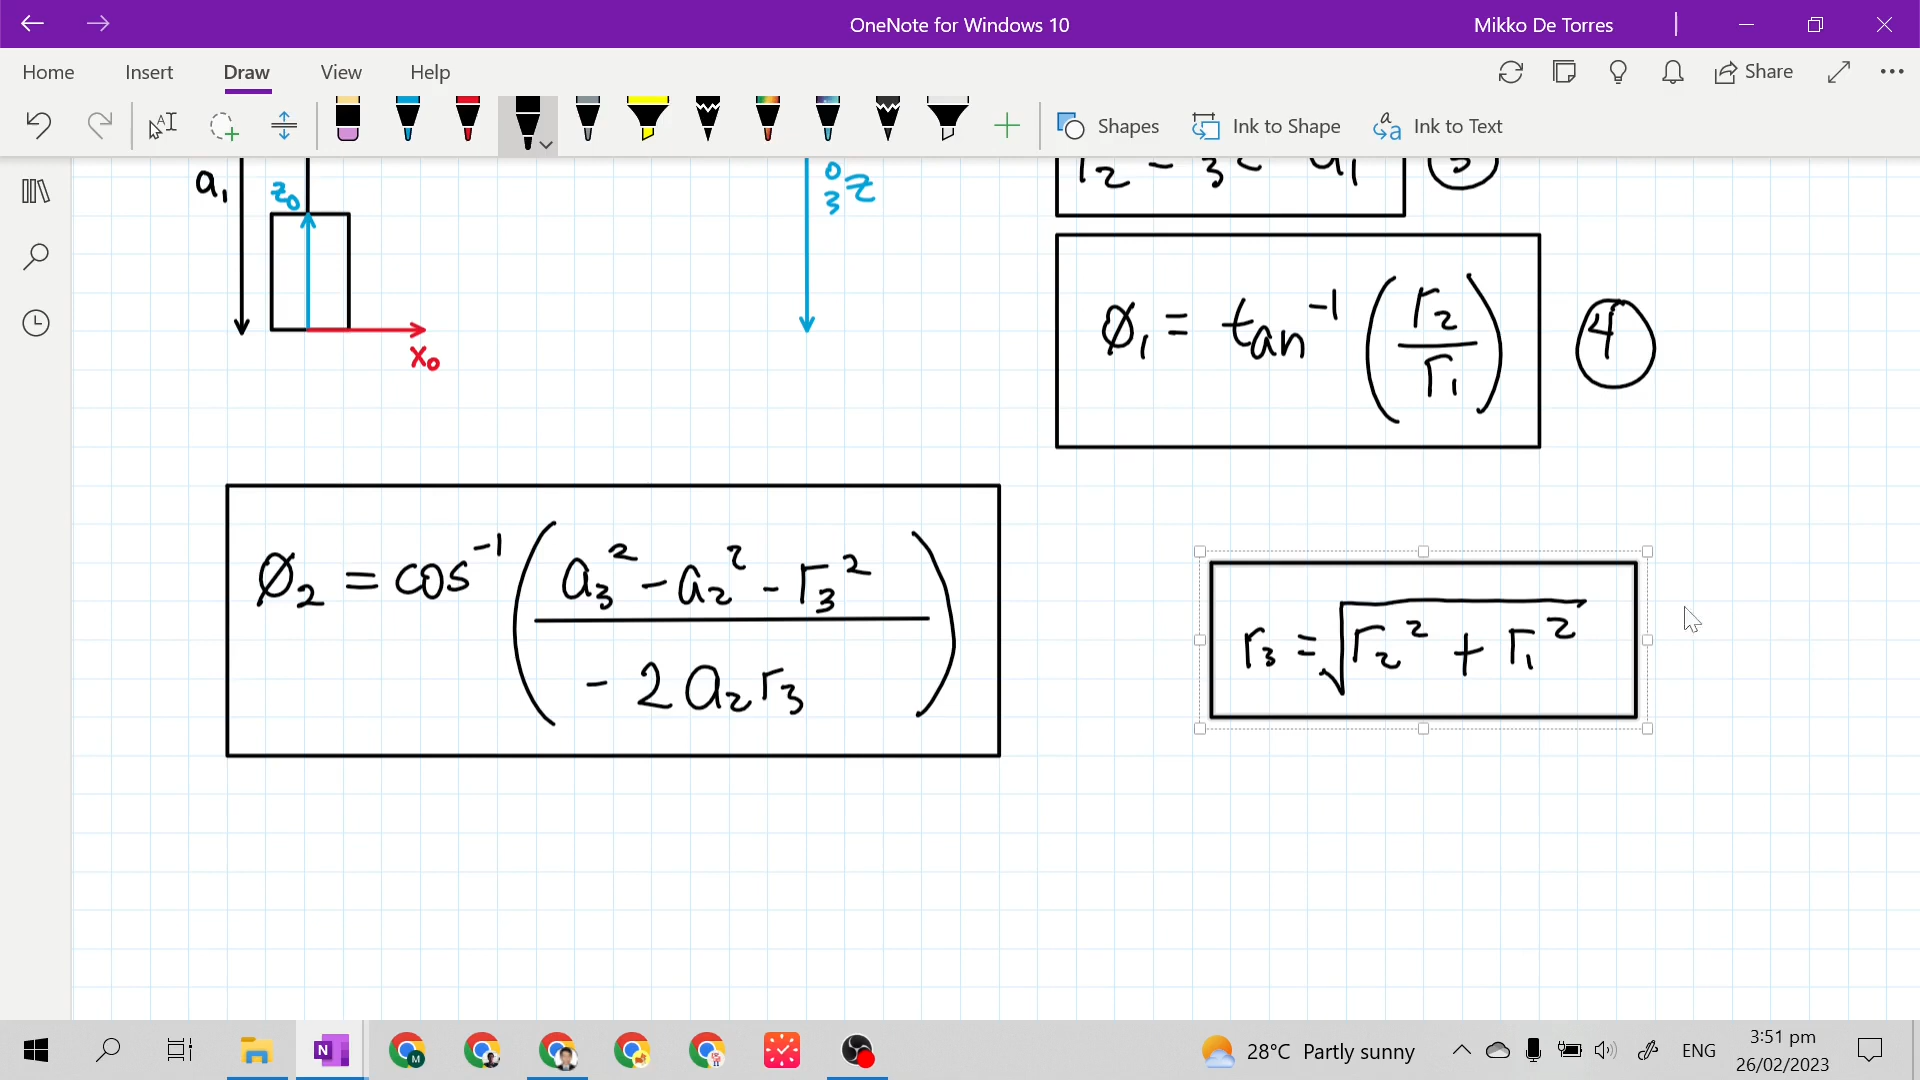 OneNote for Windows 10
Mikko De Torres
Home Insert Draw View Help
Share
Shapes Ink to Shape Ink to Text
a₁
z₀
x₀
⁰₃z
④
ø₁ = tan⁻¹ (r₂/r₁)
ø₂ = cos⁻¹ ((a₃² - a₂² - r₃²)/(- 2a₂r₃))
r₃ = √(r₂² + r₁²)
28°C Partly sunny
ENG
3:51 pm
26/02/2023